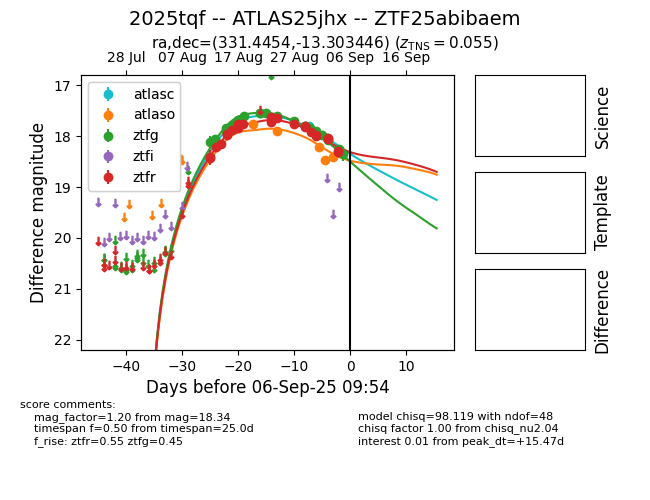 2025tqf -- ATLAS25jhx -- ZTF25abibaem
ra,dec=(331.4454,-13.303446) (z_TNS = 0.055)
28 Jul 07 Aug 17 Aug 27 Aug 06 Sep 16 Sep
17
18
19
20
21
22
Difference magnitude
atlasc
atlaso
ztfg
ztfi
ztfr
−40 −30 −20 −10 0 10
Days before 06-Sep-25 09:54
Science
Template
Difference
score comments:
mag_factor=1.20 from mag=18.34
timespan f=0.50 from timespan=25.0d
f_rise: ztfr=0.55 ztfg=0.45
model chisq=98.119 with ndof=48
chisq factor 1.00 from chisq_nu2.04
interest 0.01 from peak_dt=+15.47d